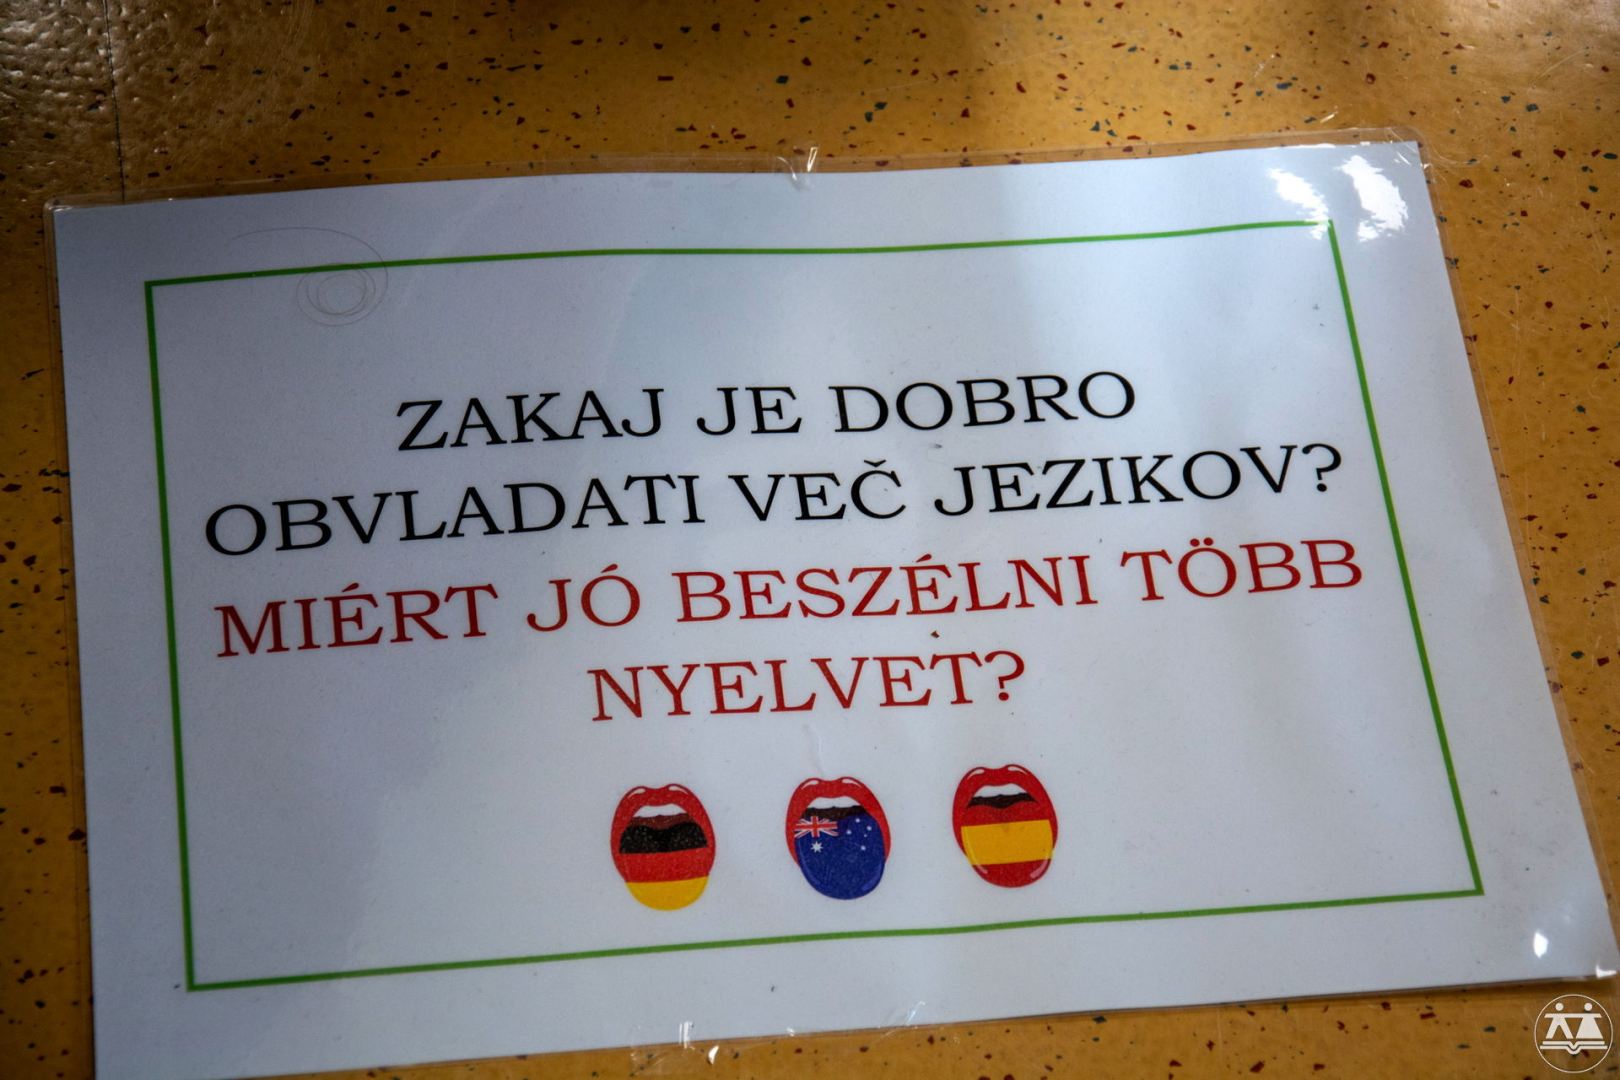 ZAKAJ JE DOBRO
OBVLADATI VEČ JEZIKOV?
MIÉRT JÓ BESZÉLNI TÖBB
NYELVET?